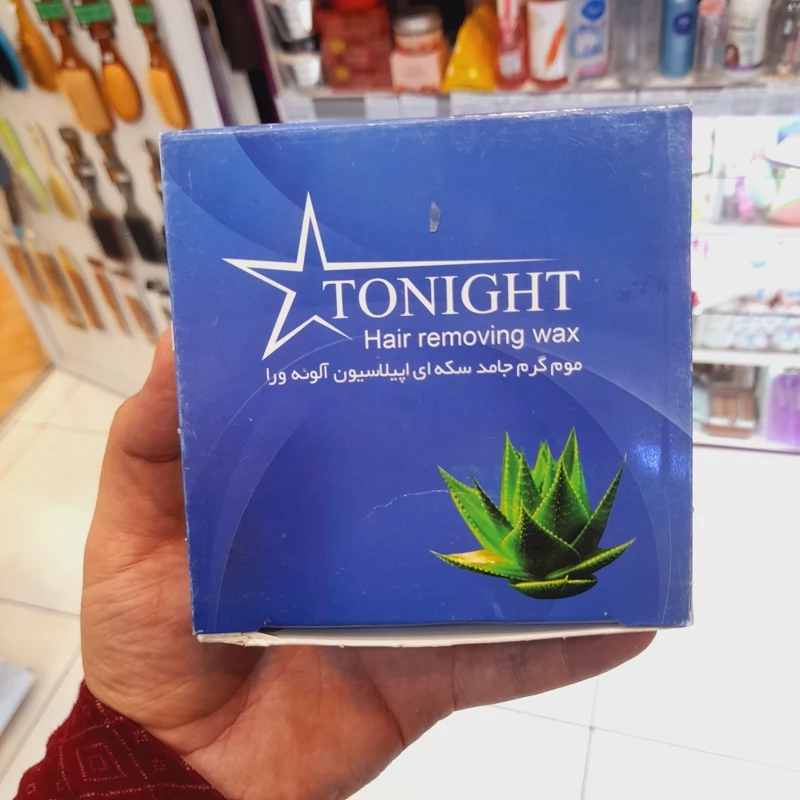 TONIGHT
Hair removing wax
موم گرم جامد سکه ای اپیلاسیون آلوئه ورا